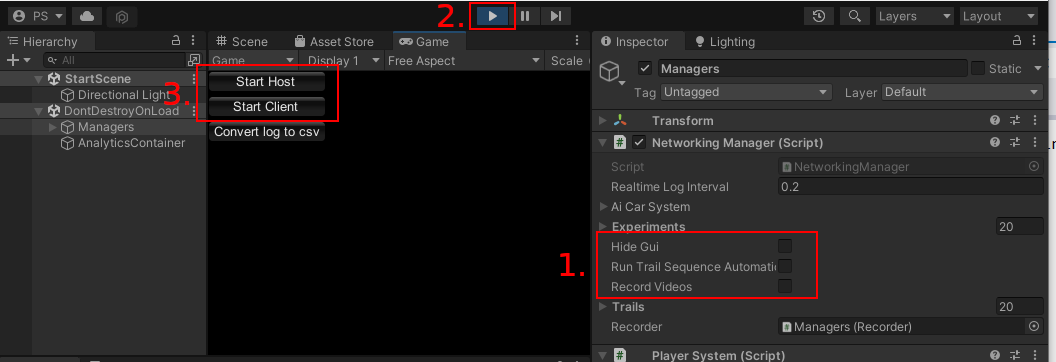 PS
2.
Layers
Layout
Hierarchy
All
StartScene
Directional Light
DontDestroyOnLoad
Managers
AnalyticsContainer
Scene
Asset Store
Game
Game
Display 1
Free Aspect
Scale
3.
Start Host
Start Client
Convert log to csv
Inspector
Lighting
Managers
Static
Tag
Untagged
Layer
Default
Transform
Networking Manager (Script)
Script
NetworkingManager
Realtime Log Interval
0.2
Ai Car System
Experiments
20
1.
Hide Gui
Run Trail Sequence Automatic
Record Videos
Trails
20
Recorder
Managers (Recorder)
Player System (Script)